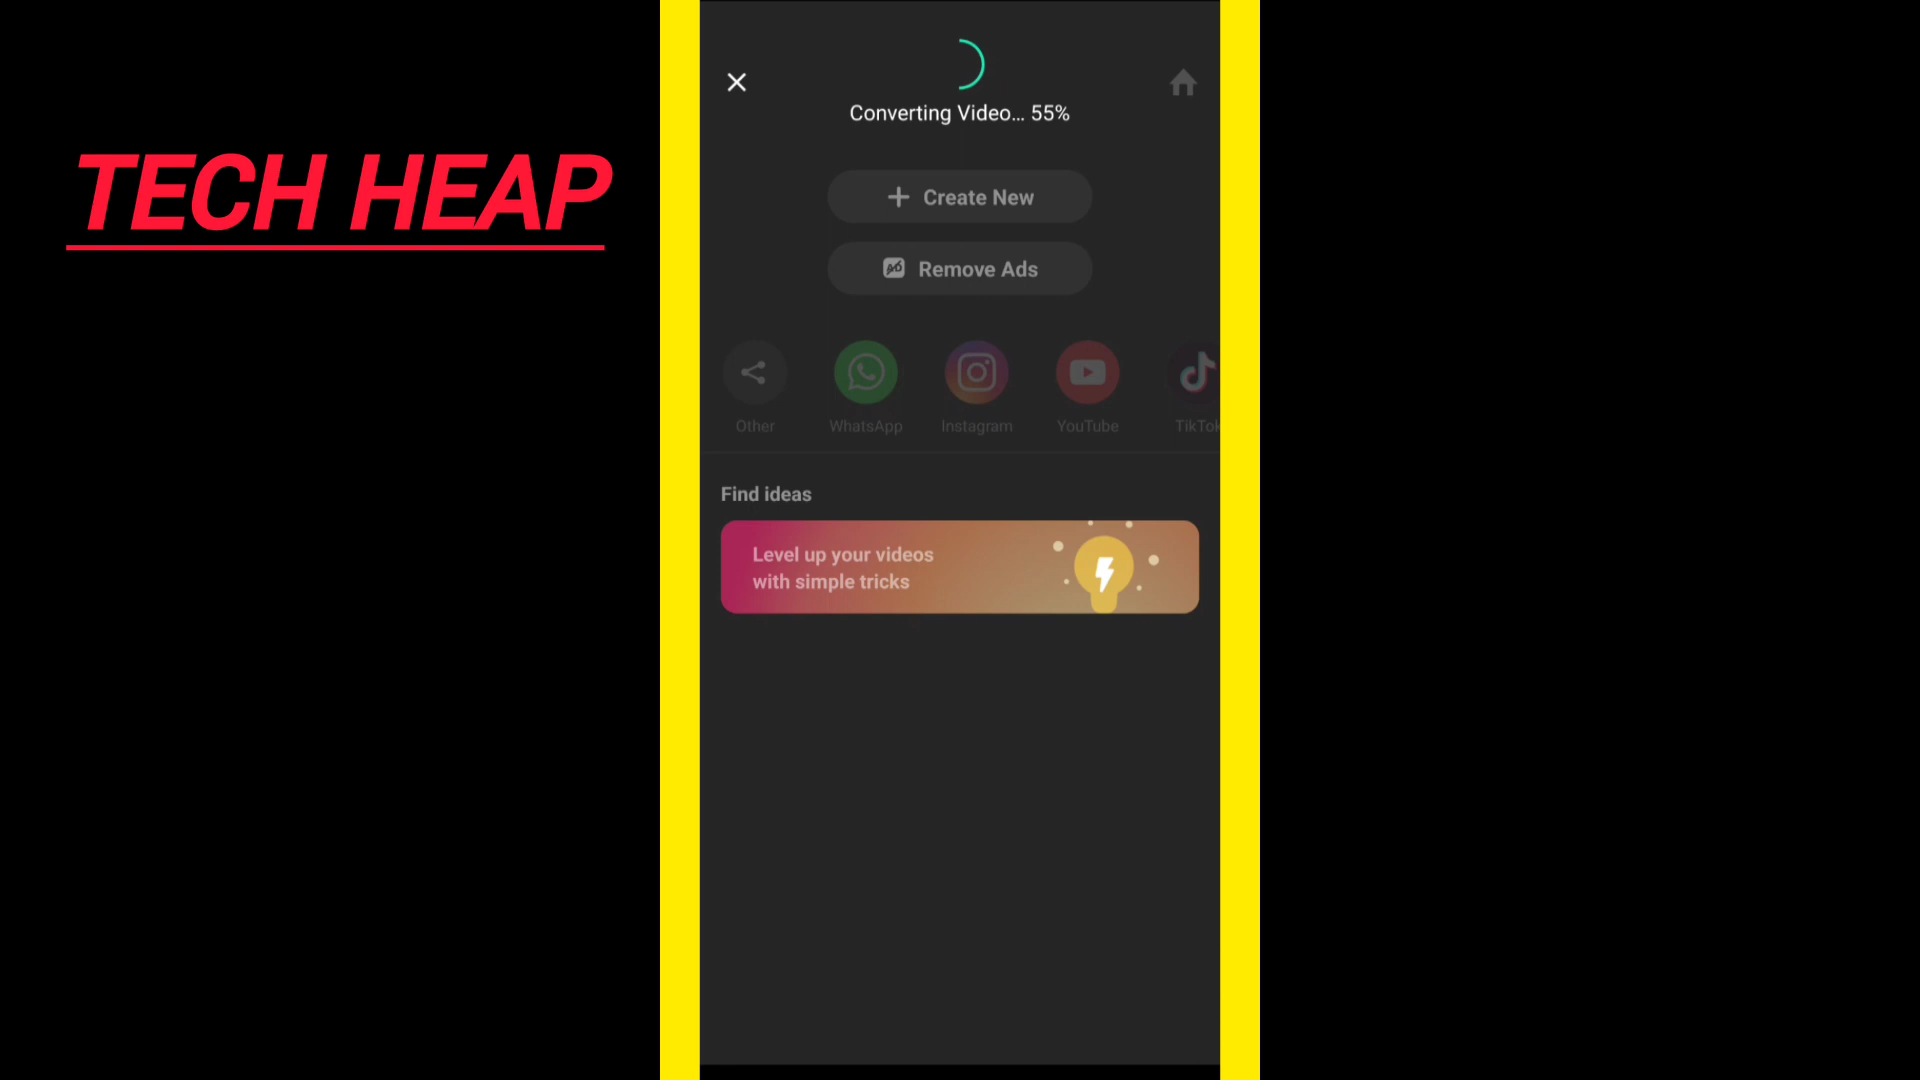 TECH HEAP
Converting Video... 55%
Create New
Remove Ads
Other
WhatsApp
Instagram
YouTube
TikTok
Find ideas
Level up your videos
with simple tricks